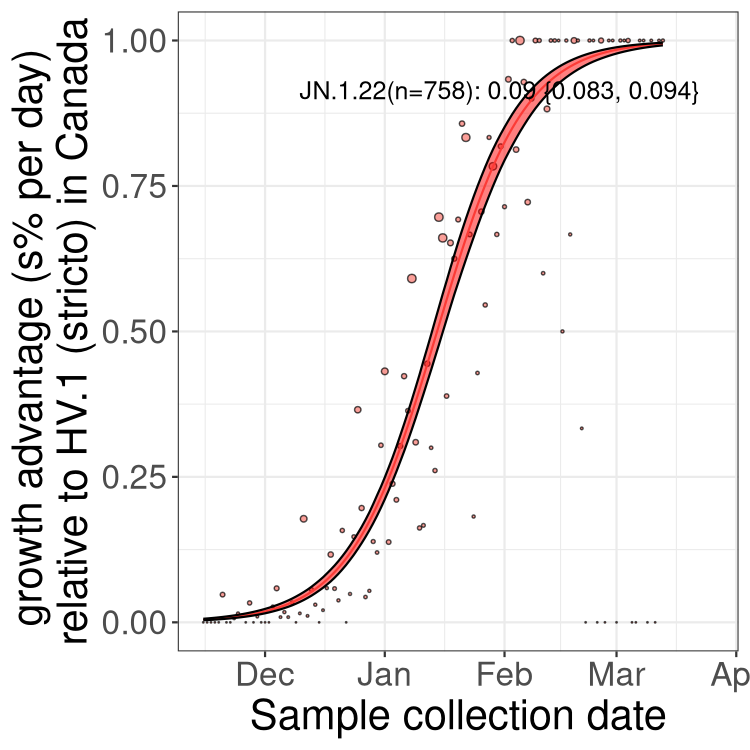 growth advantage (s% per day)
relative to HV.1 (stricto) in Canada
1.00
0.75
0.50
0.25
0.00
JN.1.22(n=758): 0.09 {0.083, 0.094}
Dec Jan Feb Mar Ap
Sample collection date